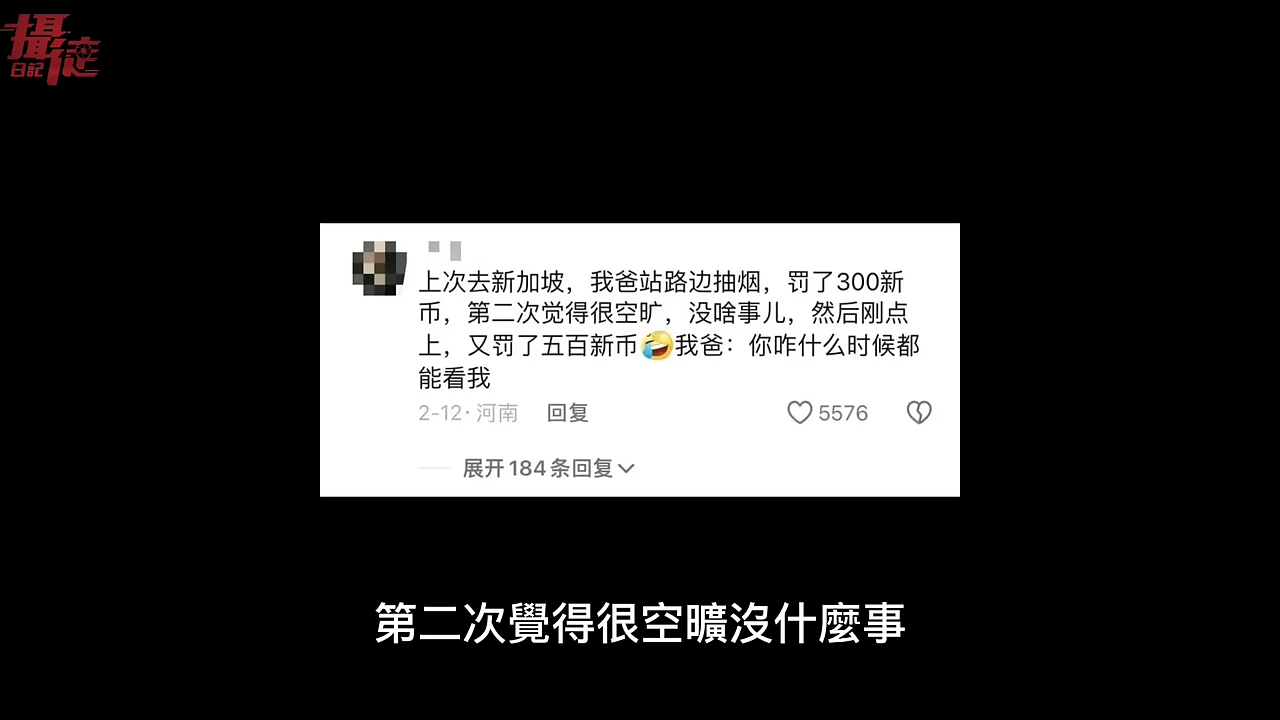 攝徒
日記
上次去新加坡，我爸站路边抽烟，罚了300新
币，第二次觉得很空旷，没啥事儿，然后刚点
上，又罚了五百新币🤣我爸：你咋什么时候都
能看我
2-12·河南 回复 5576
展开184条回复
第二次覺得很空曠沒什麼事